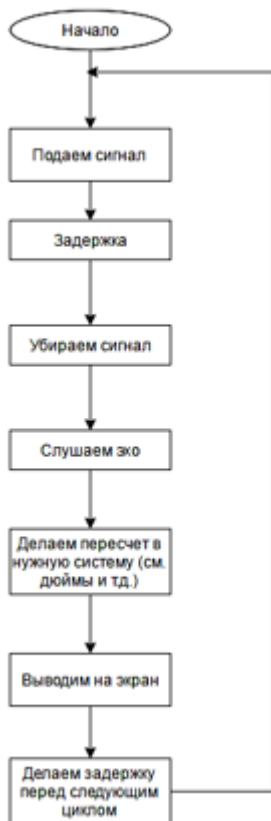 Начало
Подаем сигнал
Задержка
Убираем сигнал
Слушаем эхо
Делаем пересчет в
нужную систему (см.
дюймы и т.д.)
Выводим на экран
Делаем задержку
перед следующим
циклом